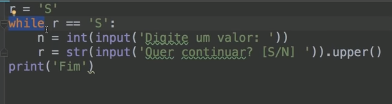 r = 'S'
while r == 'S':
    n = int(input('Digite um valor: '))
    r = str(input('Quer continuar? [S/N] ')).upper()
print('Fim')